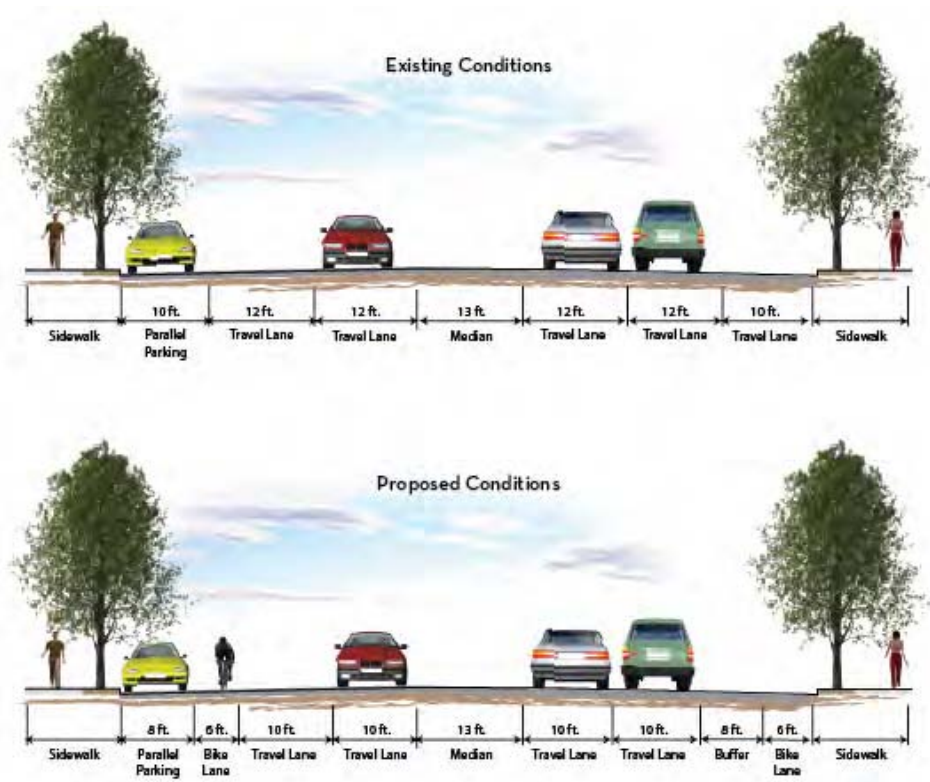 Existing Conditions
10 ft. 12 ft. 12 ft. 13 ft. 12 ft. 12 ft. 10 ft.
Sidewalk Parallel Parking Travel Lane Travel Lane Median Travel Lane Travel Lane Travel Lane Sidewalk
Proposed Conditions
8 ft. 6 ft. 10 ft. 10 ft. 13 ft. 10 ft. 10 ft. 8 ft. 6 ft.
Sidewalk Parallel Parking Bike Lane Travel Lane Travel Lane Median Travel Lane Travel Lane Buffer Bike Lane Sidewalk